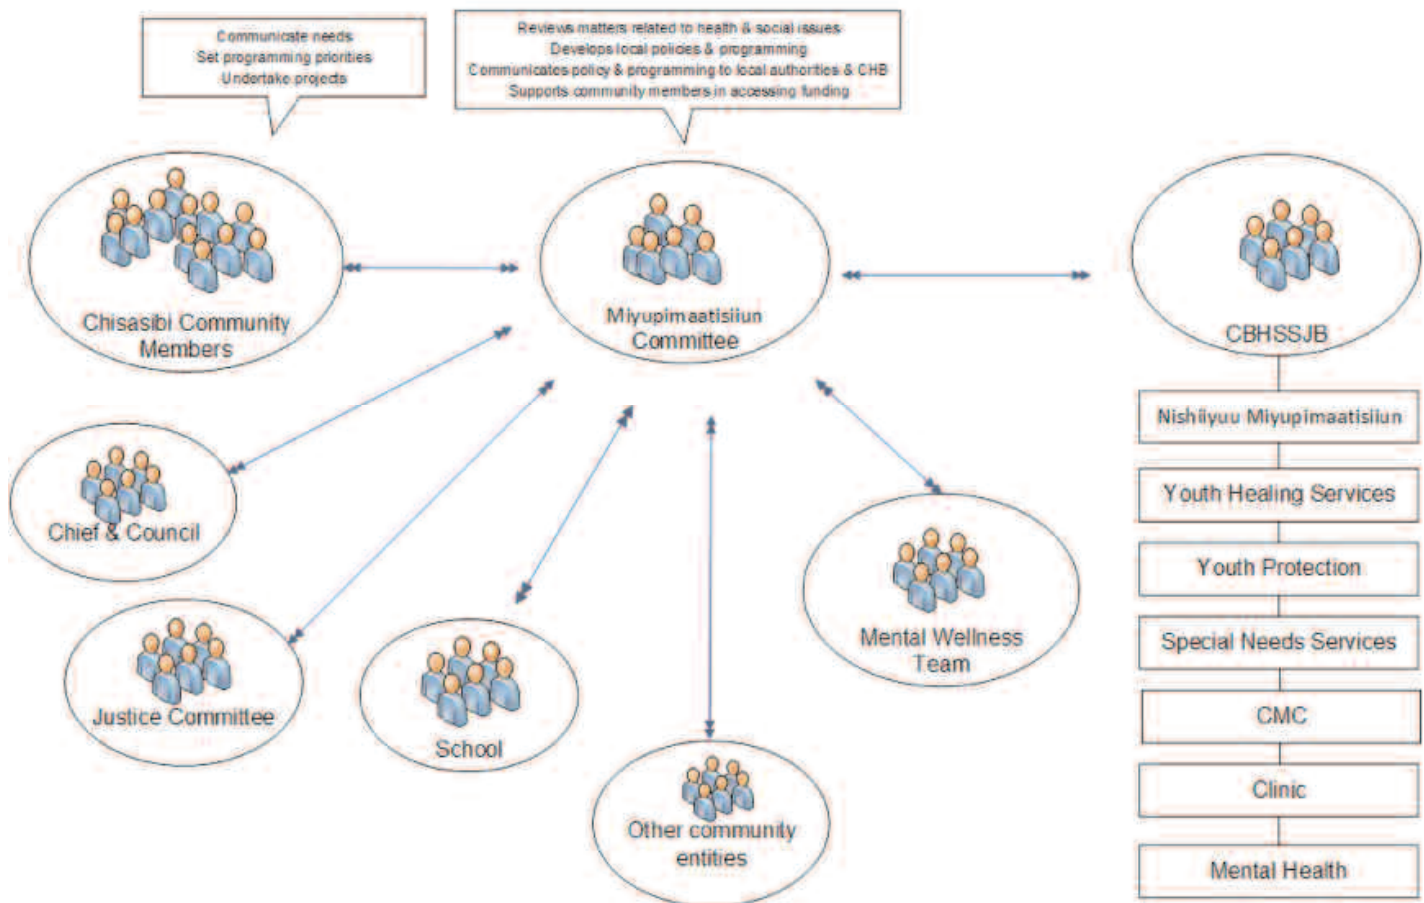 Communicate needs
Set programming priorities
Undertake projects
Reviews matters related to health & social issues
Develops local policies & programming
Communicates policy & programming to local authorities & CHB
Supports community members in accessing funding
Chisasibi Community
Members
Miyupimaatisiiun
Committee
CBHSSJB
Chief & Council
Justice Committee
School
Other community
entities
Mental Wellness
Team
Nishiiyuu Miyupimaatisiiun
Youth Healing Services
Youth Protection
Special Needs Services
CMC
Clinic
Mental Health